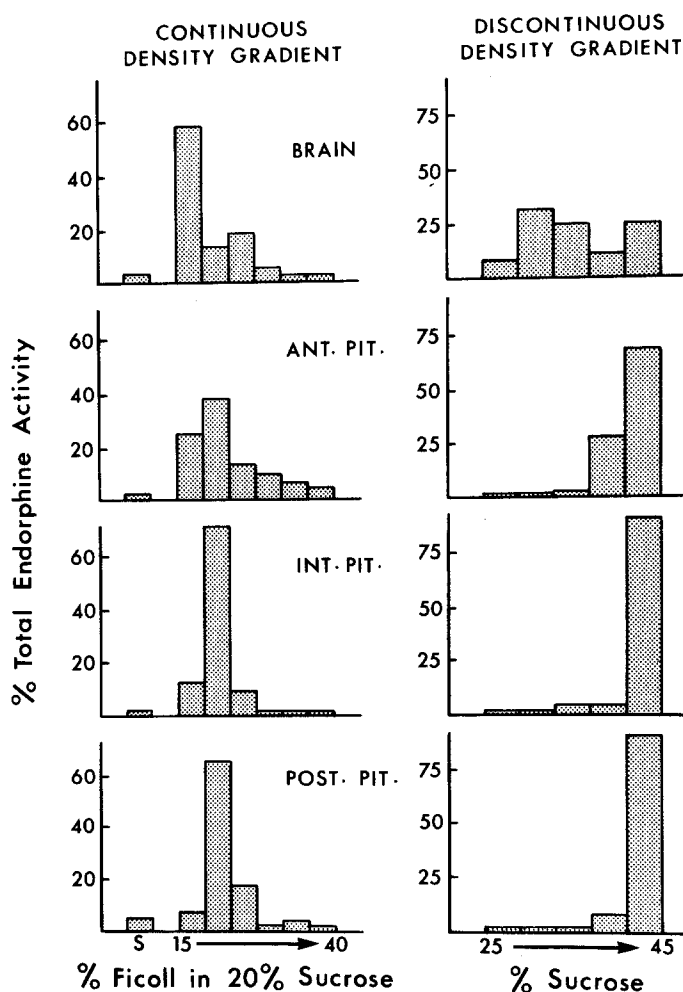 CONTINUOUS
DENSITY GRADIENT
DISCONTINUOUS
DENSITY GRADIENT
% Total Endorphine Activity
BRAIN
60
40
20
75
50
25
ANT. PIT.
60
40
20
75
50
25
INT. PIT.
60
40
20
75
50
25
POST. PIT.
60
40
20
75
50
25
S 15 40
25 45
% Ficoll in 20% Sucrose
% Sucrose